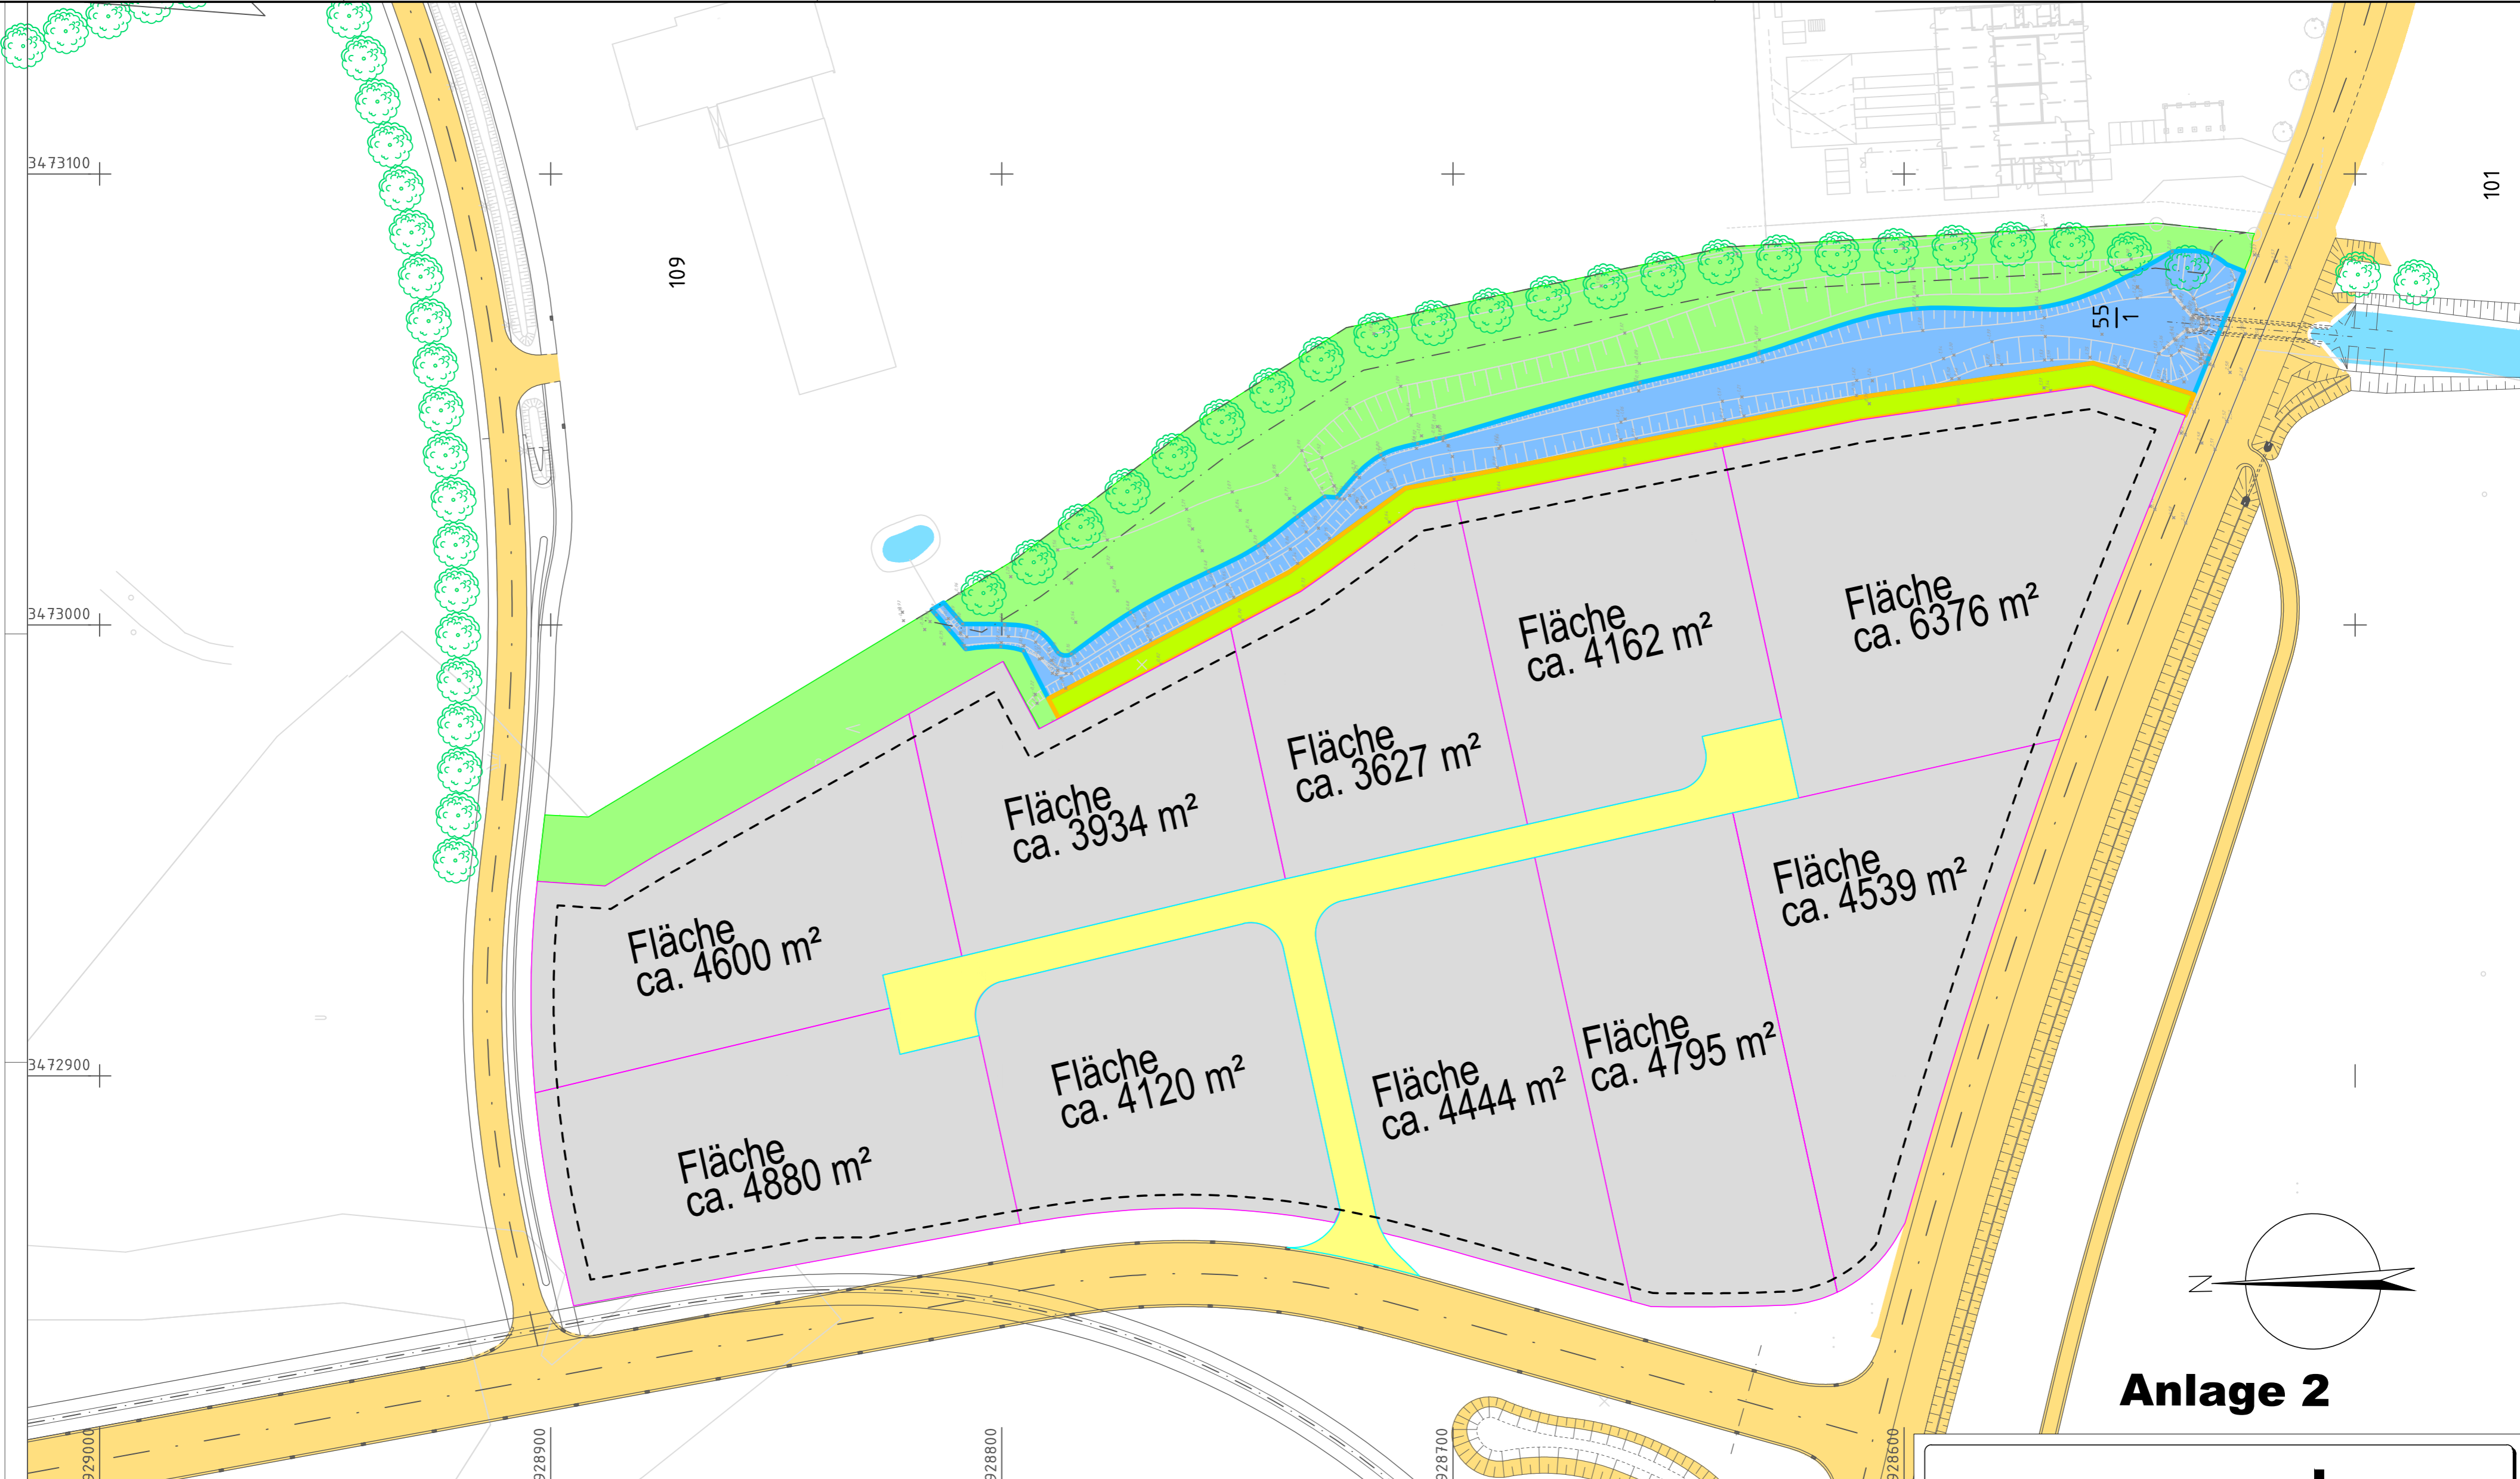 3473100
109
101
55
1
3473000
Fläche
ca. 6376 m²
Fläche
ca. 4162 m²
Fläche
ca. 3627 m²
Fläche
ca. 3934 m²
Fläche
ca. 4539 m²
Fläche
ca. 4600 m²
Fläche
ca. 4795 m²
Fläche
ca. 4120 m²
Fläche
ca. 4444 m²
3472900
Fläche
ca. 4880 m²
N
Anlage 2
929000
928900
928800
928700
928600